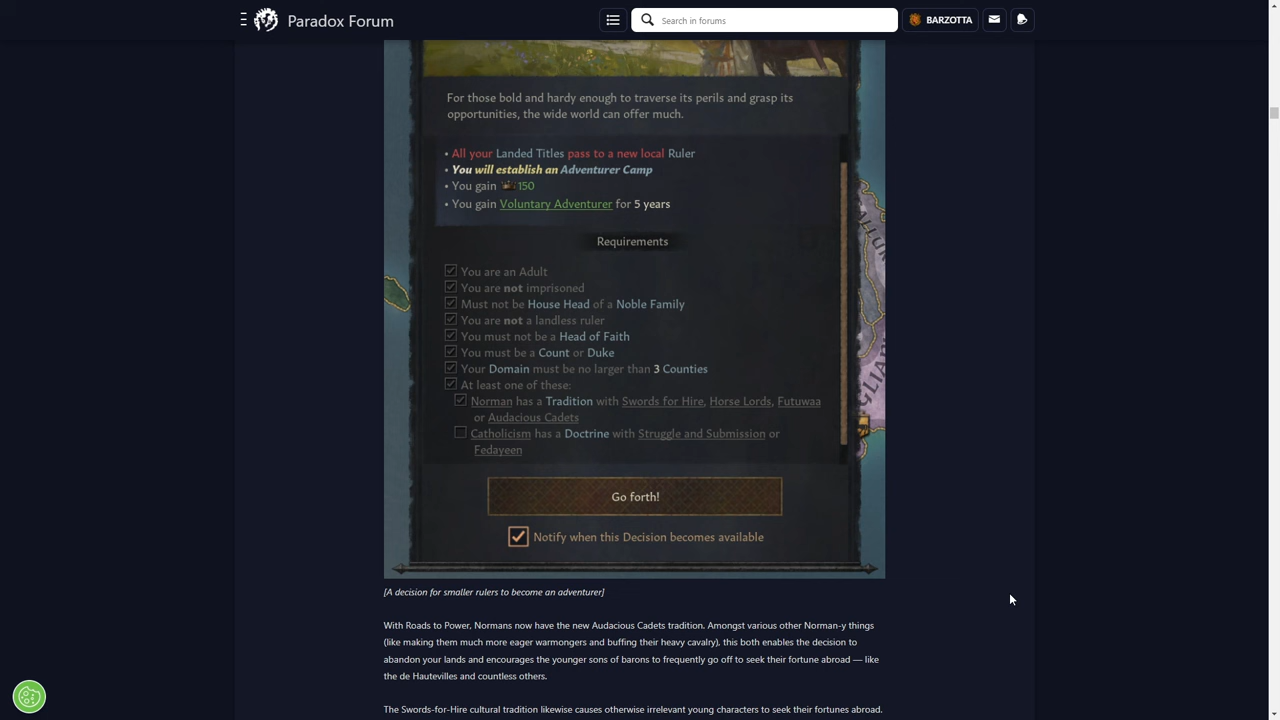 Paradox Forum
Search in forums
BARZOTTA
For those bold and hardy enough to traverse its perils and grasp its
opportunities, the wide world can offer much.
• All your Landed Titles pass to a new local Ruler
• You will establish an Adventurer Camp
• You gain 150
• You gain Voluntary Adventurer for 5 years
Requirements
You are an Adult
You are not imprisoned
Must not be House Head of a Noble Family
You are not a landless ruler
You must not be a Head of Faith
You must be a Count or Duke
Your Domain must be no larger than 3 Counties
At least one of these:
Norman has a Tradition with Swords for Hire, Horse Lords, Futuwaa
or Audacious Cadets
Catholicism has a Doctrine with Struggle and Submission or
Fedayeen
Go forth!
Notify when this Decision becomes available
[A decision for smaller rulers to become an adventurer]
With Roads to Power, Normans now have the new Audacious Cadets tradition. Amongst various other Norman-y things
(like making them much more eager warmongers and buffing their heavy cavalry), this both enables the decision to
abandon your lands and encourages the younger sons of barons to frequently go off to seek their fortune abroad — like
the de Hautevilles and countless others.
The Swords-for-Hire cultural tradition likewise causes otherwise irrelevant young characters to seek their fortunes abroad.